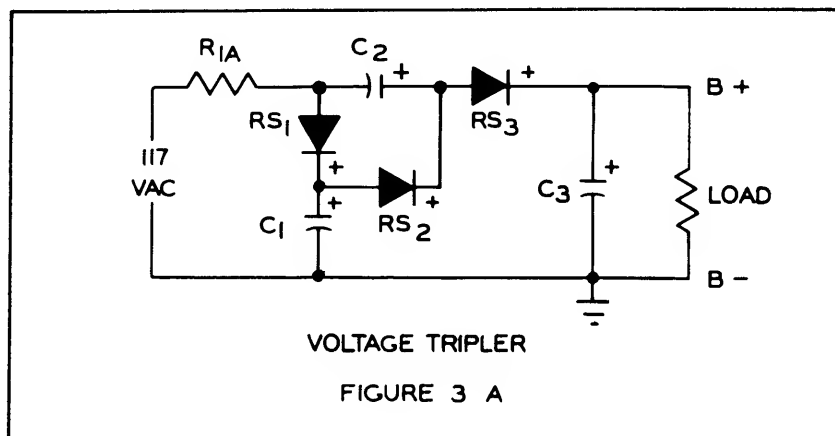 R1A
C2
+
+
B +
RS1
RS3
117
VAC
+
+
+
+
C1
RS2
C3
LOAD
B -
VOLTAGE TRIPLER
FIGURE 3 A